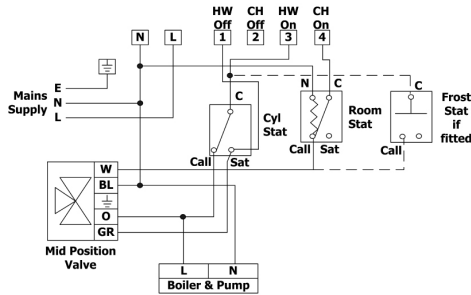 HW Off CH Off HW On CH On
N L 1 2 3 4
Mains Supply
E
N
L
C
Cyl Stat
Call Sat
N C
Room Stat
Call Sat
C
Frost Stat if fitted
Call
W
BL
O
GR
Mid Position Valve
L N
Boiler & Pump